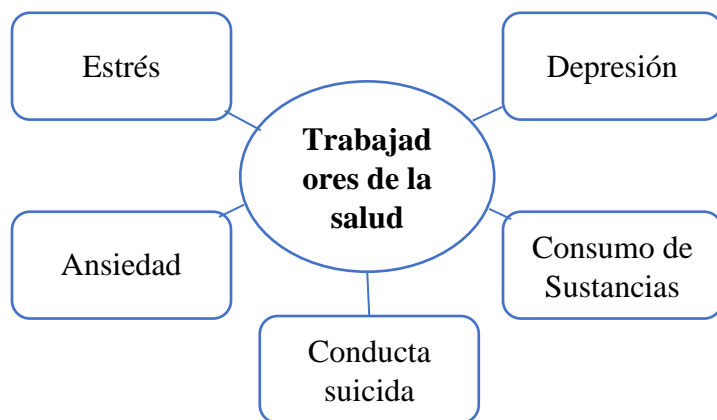 Estrés
Depresión
Trabajad
ores de la
salud
Ansiedad
Consumo de
Sustancias
Conducta
suicida